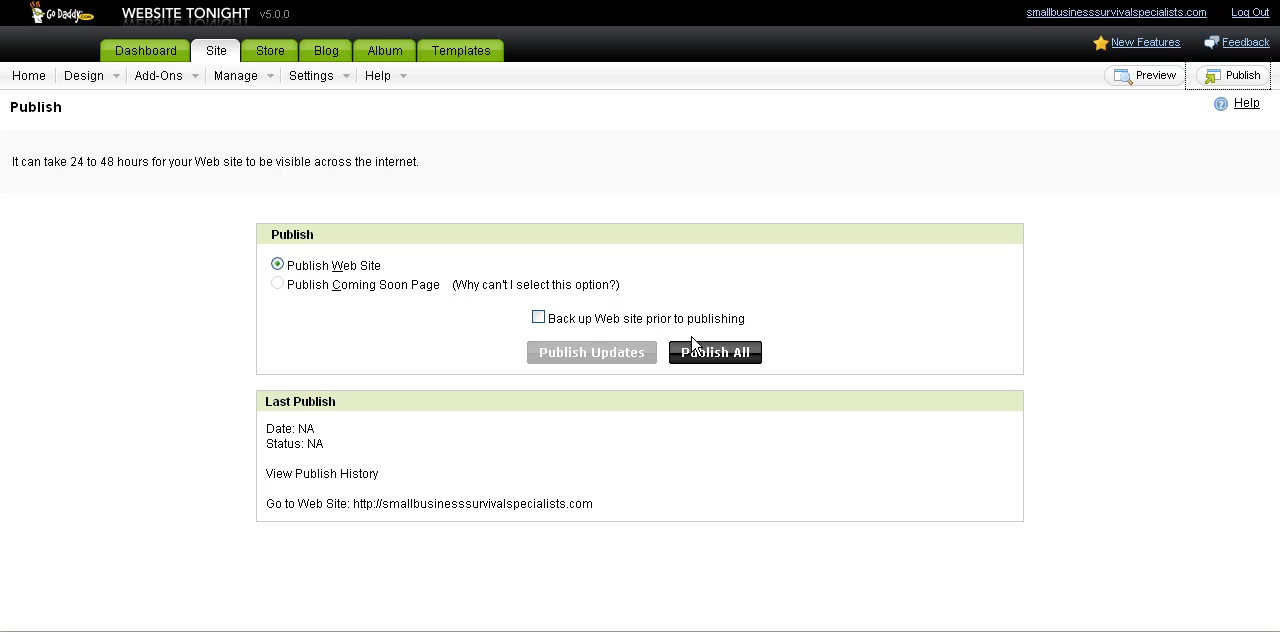 Go Daddy.COM WEBSITE TONIGHT v5.0.0 smallbusinesssurvivalspecialists.com Log Out
Dashboard Site Store Blog Album Templates New Features Feedback
Home Design Add-Ons Manage Settings Help Preview Publish
Publish Help
It can take 24 to 48 hours for your Web site to be visible across the internet.
Publish
Publish Web Site
Publish Coming Soon Page (Why can't I select this option?)
Back up Web site prior to publishing
Publish Updates Publish All
Last Publish
Date: NA
Status: NA
View Publish History
Go to Web Site: http://smallbusinesssurvivalspecialists.com